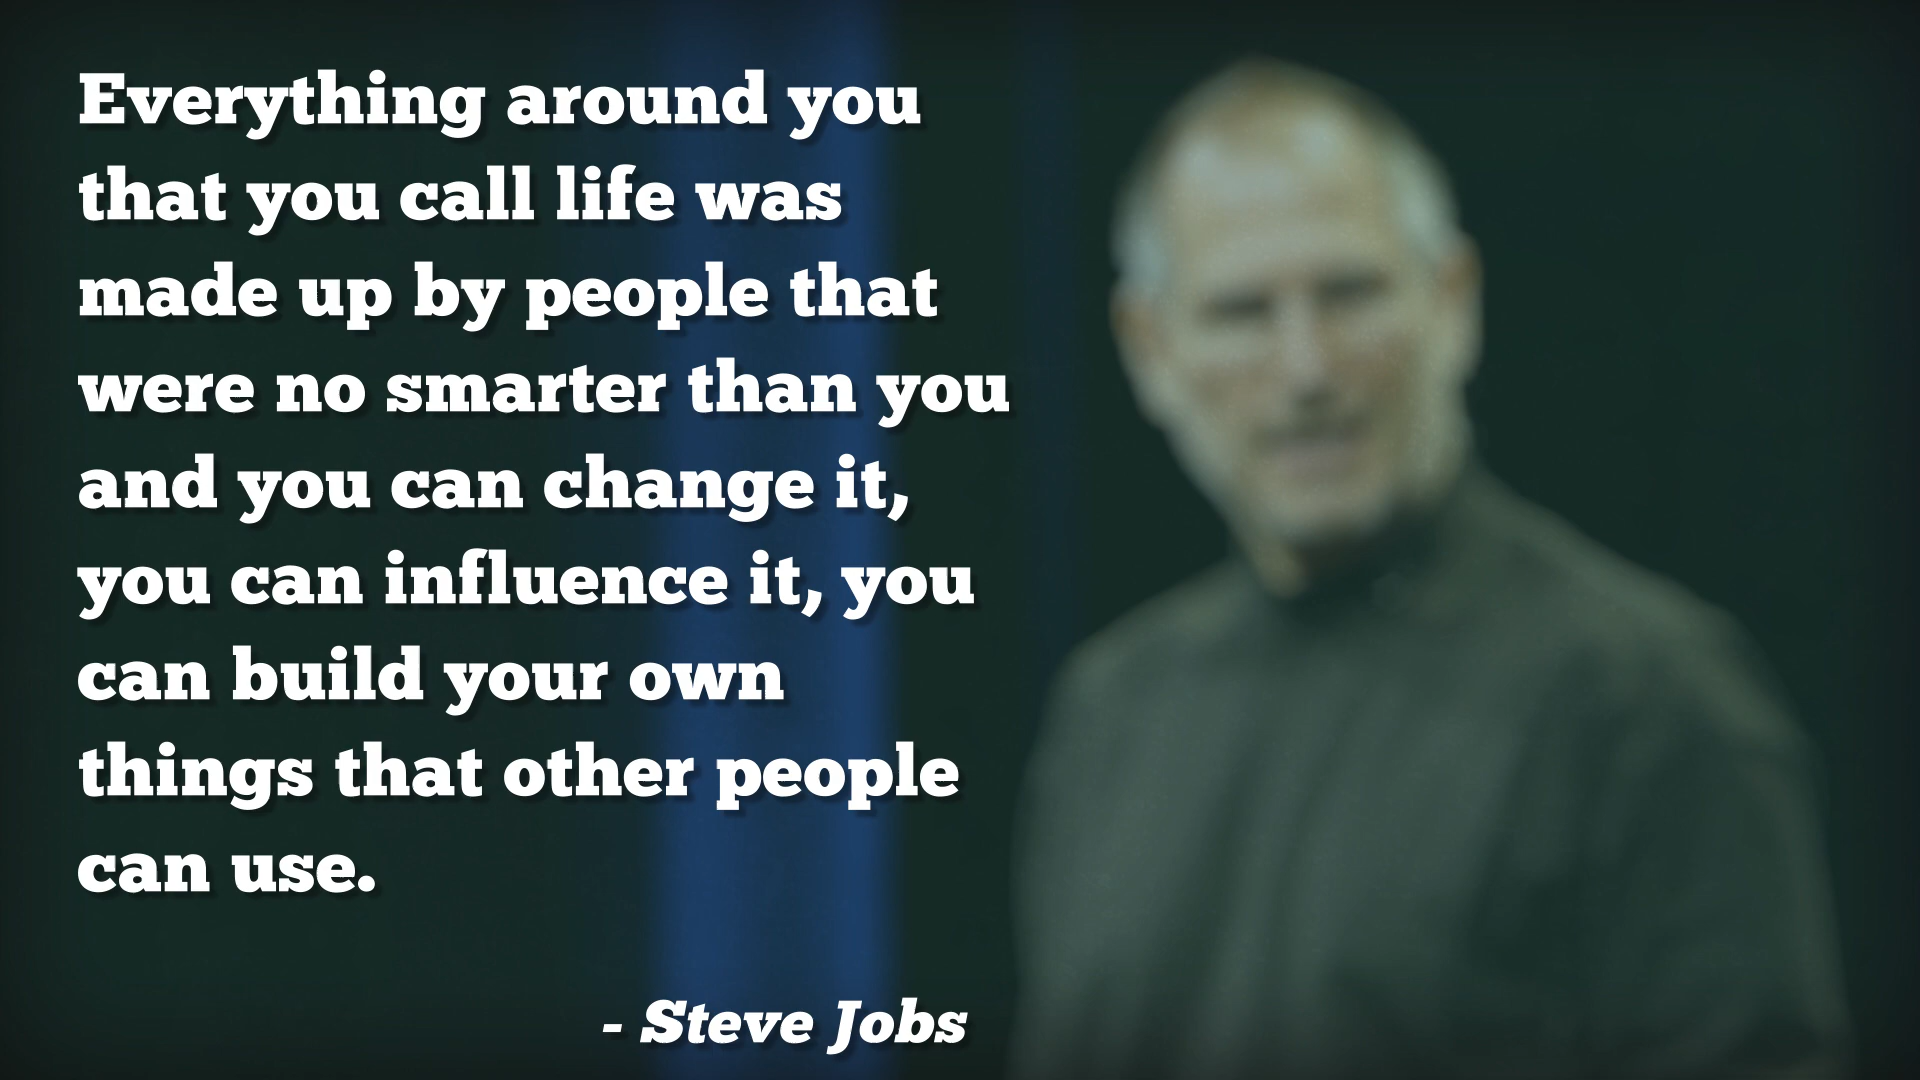 Everything around you
that you call life was
made up by people that
were no smarter than you
and you can change it,
you can influence it, you
can build your own
things that other people
can use.
- Steve Jobs